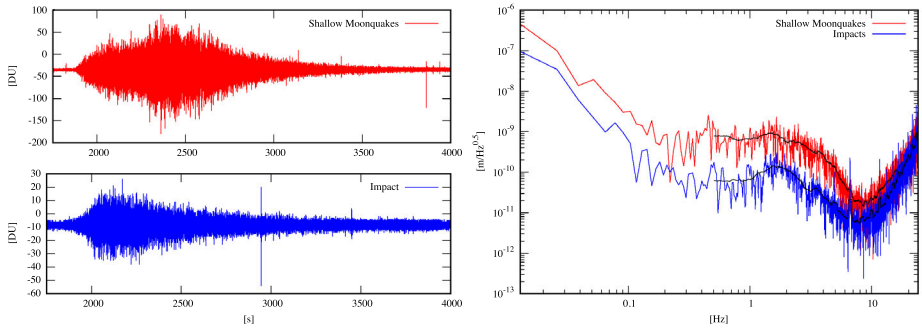 100
50
0
-50
-100
-150
-200
[DU]
Shallow Moonquakes
2000 2500 3000 3500 4000
30
20
10
0
-10
-20
-30
-40
-50
-60
[DU]
Impact
2000 2500 3000 3500 4000
[s]
10-6
10-7
10-8
10-9
10-10
10-11
10-12
10-13
[m/Hz0.5]
Shallow Moonquakes
Impacts
0.1 1 10
[Hz]